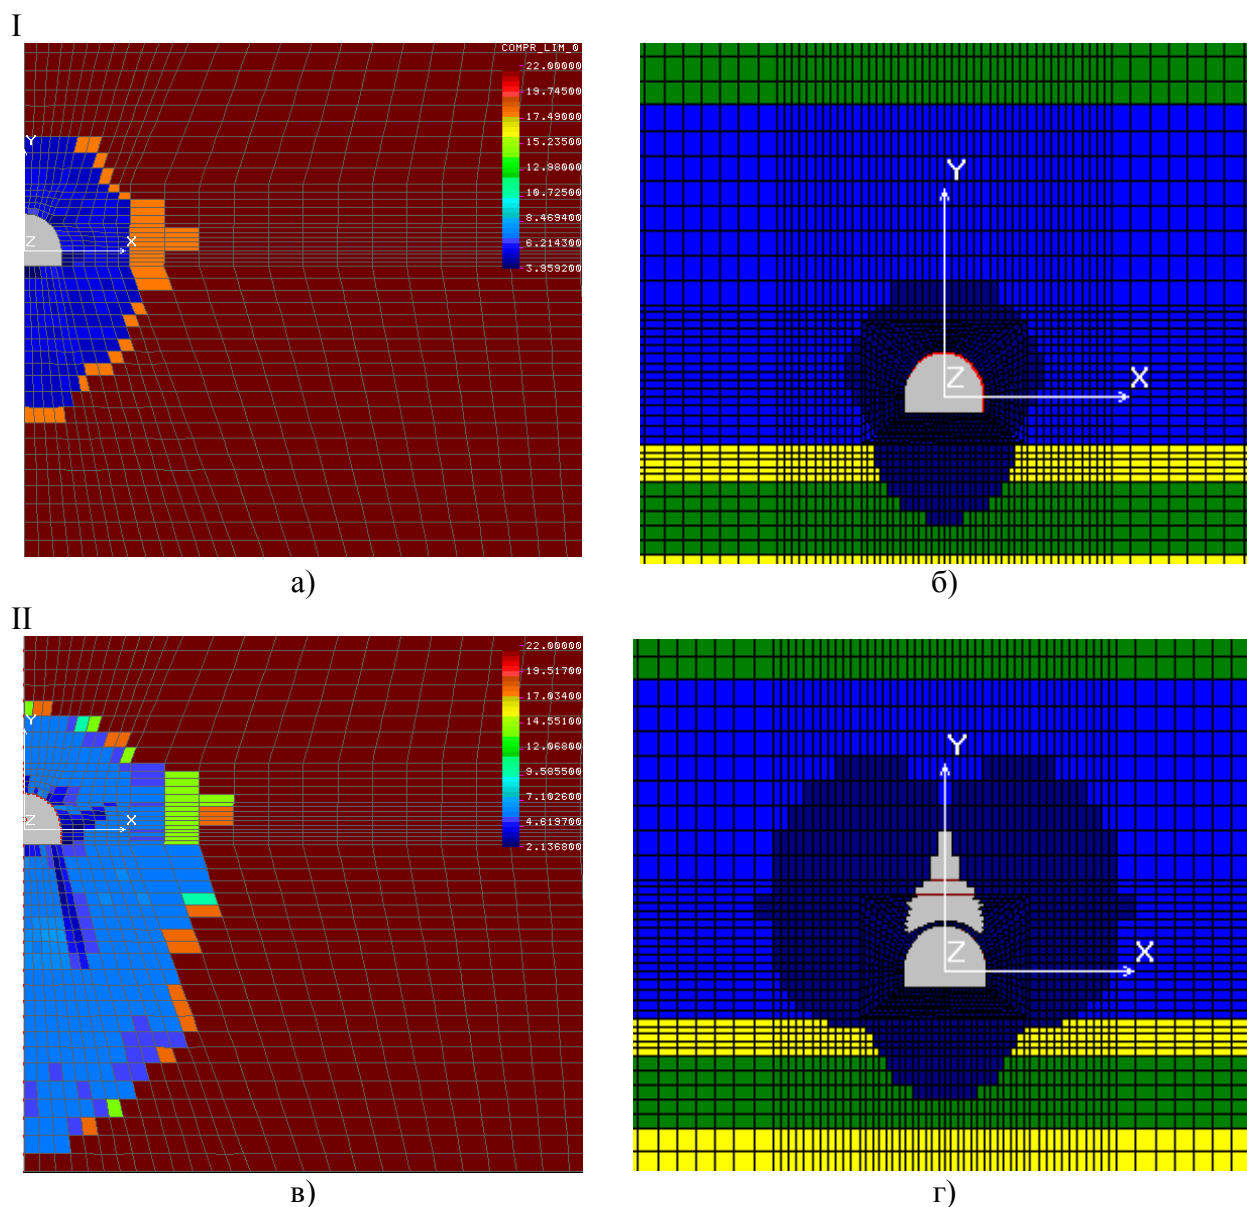 I
COMPR_LIM_0
22.00000
19.74500
17.49000
15.23500
12.98000
10.72500
8.469400
6.214300
3.959200
Y
Z
X
Y
Z
X
а)
б)
II
22.00000
19.51700
17.03400
14.55100
12.06800
9.585500
7.102600
4.619700
2.136800
Y
Z
X
Y
Z
X
в)
г)